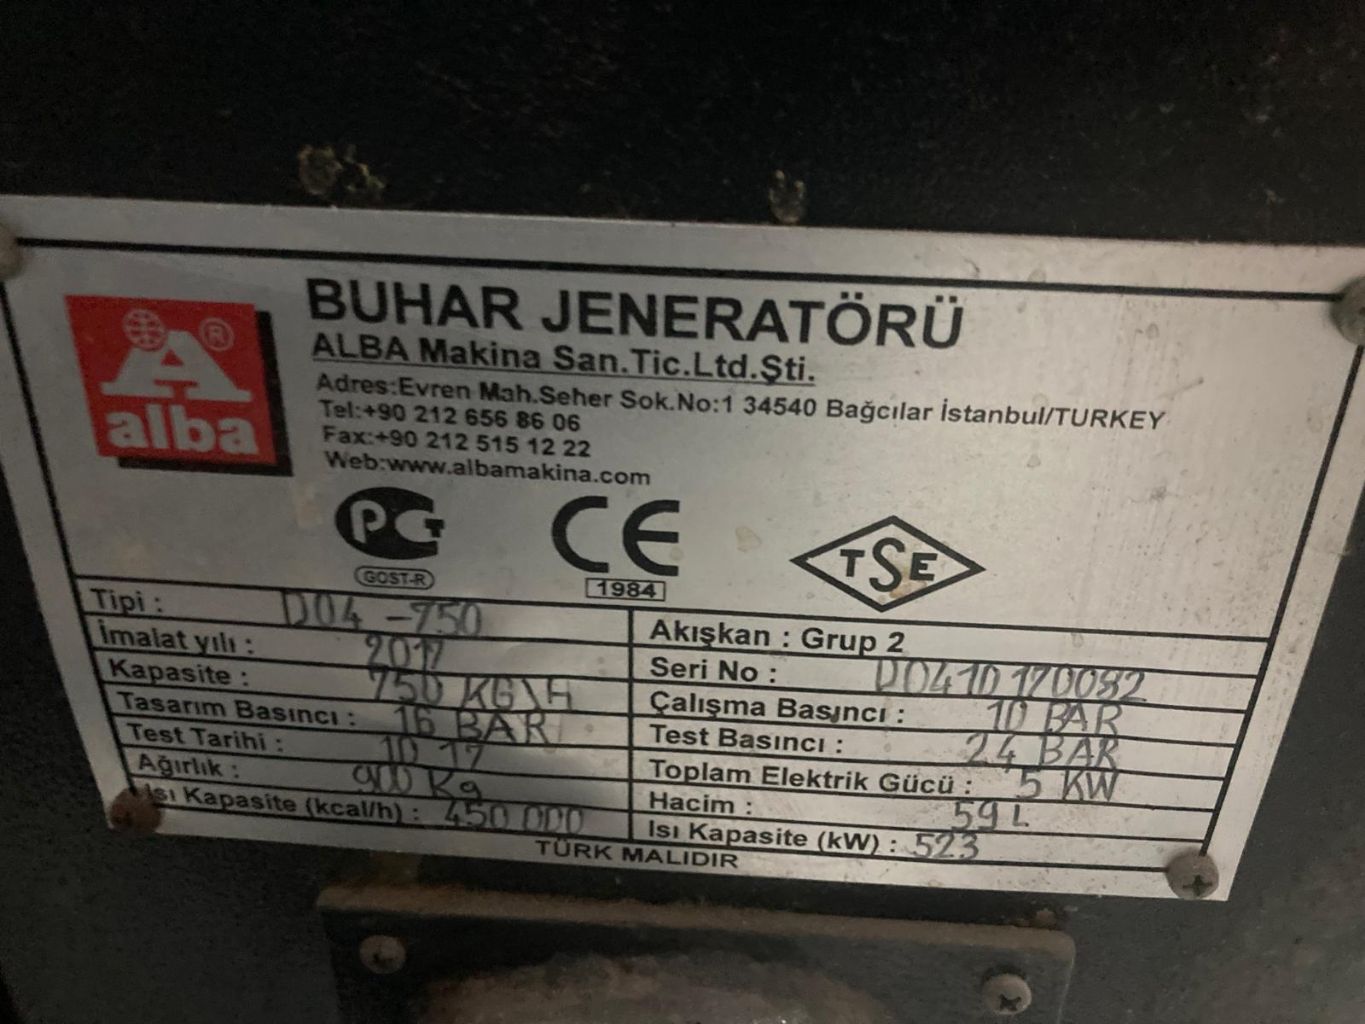 alba
BUHAR JENERATÖRÜ
ALBA Makina San.Tic.Ltd.Şti.
Adres:Evren Mah.Seher Sok.No:1 34540 Bağcılar İstanbul/TURKEY
Tel:+90 212 656 86 06
Fax:+90 212 515 12 22
Web:www.albamakina.com
GOST-R
CE
1984
TSE
Tipi : D04-750
İmalat yılı : 2017
Kapasite : 750 KG\H
Tasarım Basıncı : 16 BAR
Test Tarihi : 10 17
Ağırlık : 900 Kg
Isı Kapasite (kcal/h) : 450 000
Akışkan : Grup 2
Seri No : D0410170082
Çalışma Basıncı : 10 BAR
Test Basıncı : 24 BAR
Toplam Elektrik Gücü : 5 KW
Hacim : 59 L
Isı Kapasite (kW) : 523
TÜRK MALIDIR